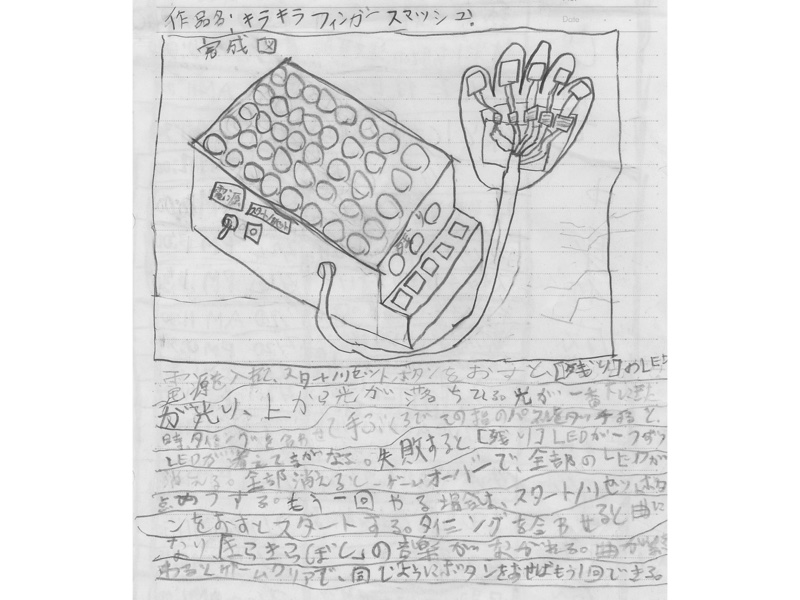 作品名.キラキラフィンガースマッシュ!
完成図
電源
スタート/リセット
残り
電源を入れ、スタート/リセットボタンをおすと、[残り]のLED
が光り、上から光が落ちてくる。光が一番下に来た
時タイミングを合わせて手ぶくろで
タッチすると、
LEDが消えて音がなる。失敗すると[残り]LEDが一つずつ
消える。全部消えるとゲームオーバーで、全部のLEDが
点めつする。もう一回やる場合は、スタート/リセットボタ
ンをおすとスタートする。タイミングを合わせると曲に
なり「きらきらぼし」の音楽がながれる。曲が終
わるとゲームクリアで、同じようにボタンをおせばもう1回できる。